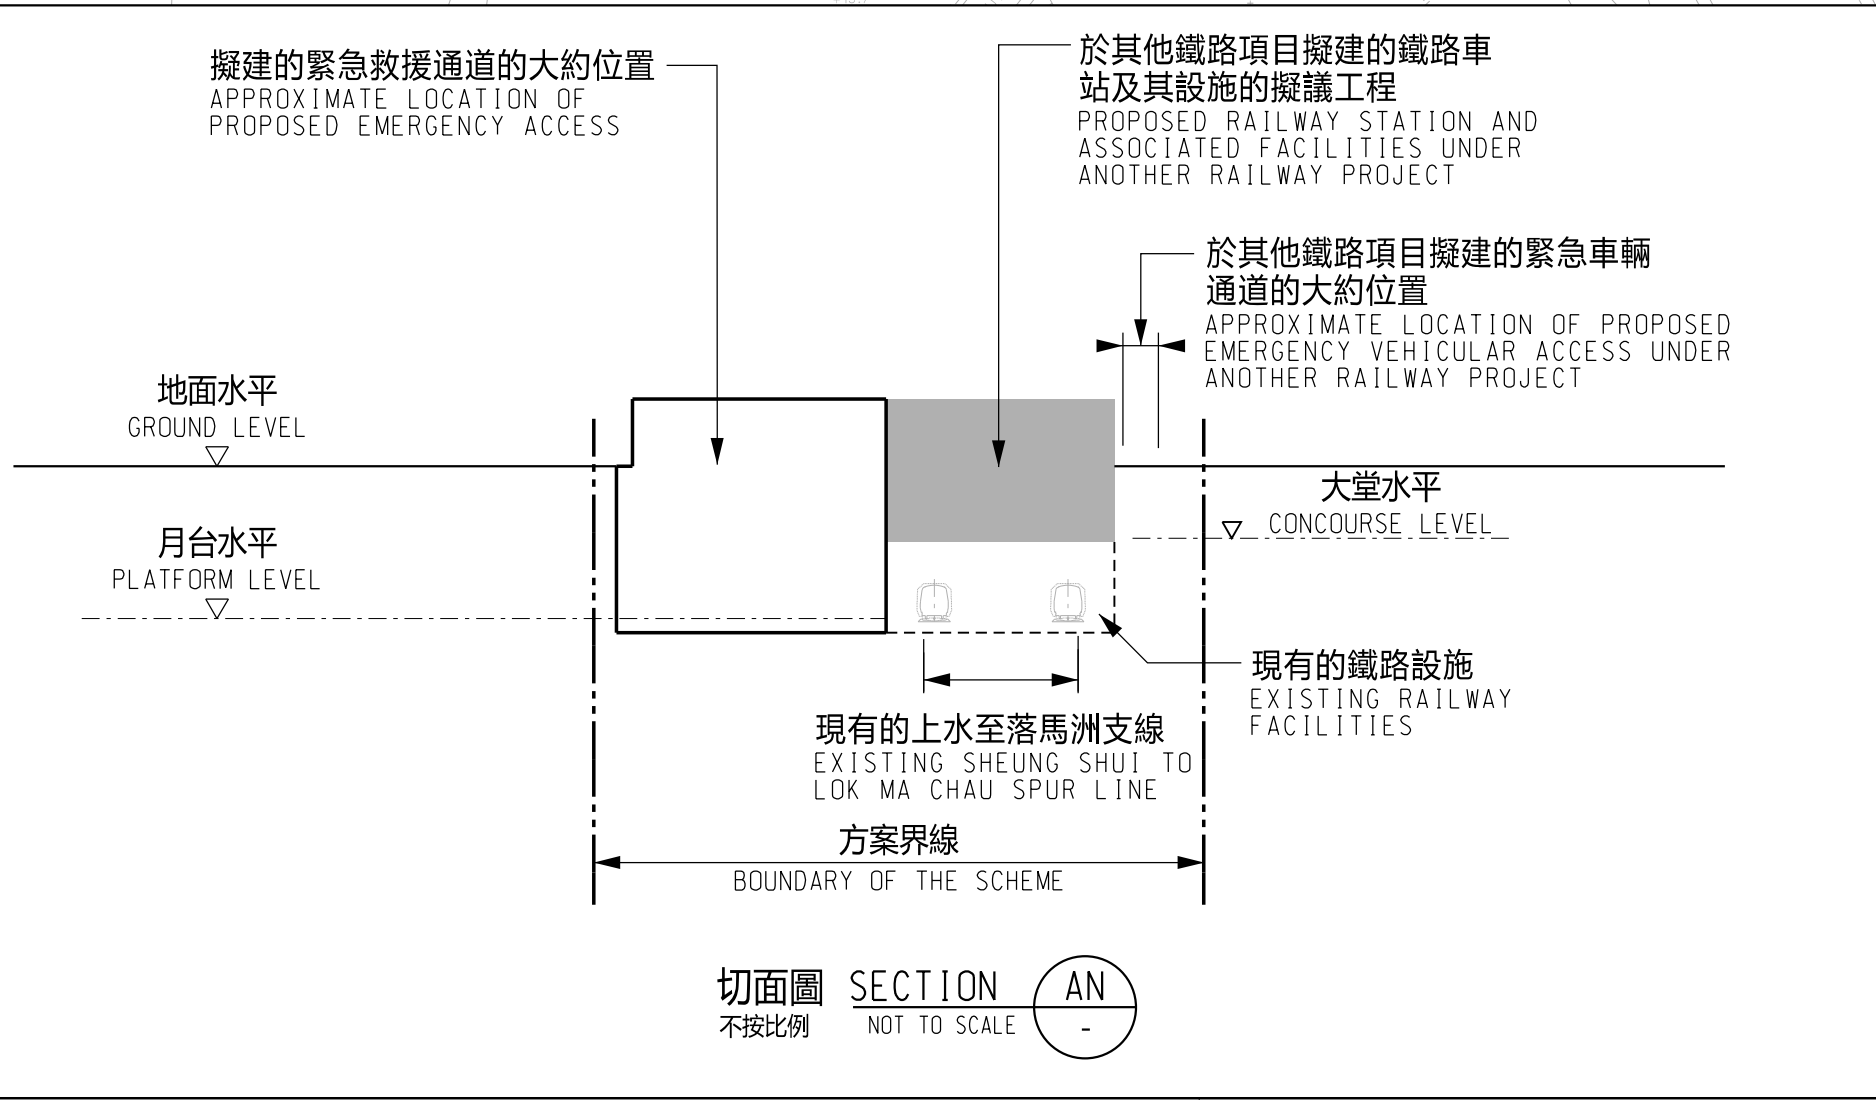 擬建的緊急救援通道的大約位置
APPROXIMATE LOCATION OF
PROPOSED EMERGENCY ACCESS
於其他鐵路項目擬建的鐵路車
站及其設施的擬議工程
PROPOSED RAILWAY STATION AND
ASSOCIATED FACILITIES UNDER
ANOTHER RAILWAY PROJECT
於其他鐵路項目擬建的緊急車輛
通道的大約位置
APPROXIMATE LOCATION OF PROPOSED
EMERGENCY VEHICULAR ACCESS UNDER
ANOTHER RAILWAY PROJECT
地面水平
GROUND LEVEL
大堂水平
CONCOURSE LEVEL
月台水平
PLATFORM LEVEL
現有的鐵路設施
EXISTING RAILWAY
FACILITIES
現有的上水至落馬洲支線
EXISTING SHEUNG SHUI TO
LOK MA CHAU SPUR LINE
方案界線
BOUNDARY OF THE SCHEME
切面圖 SECTION AN
不按比例 NOT TO SCALE -